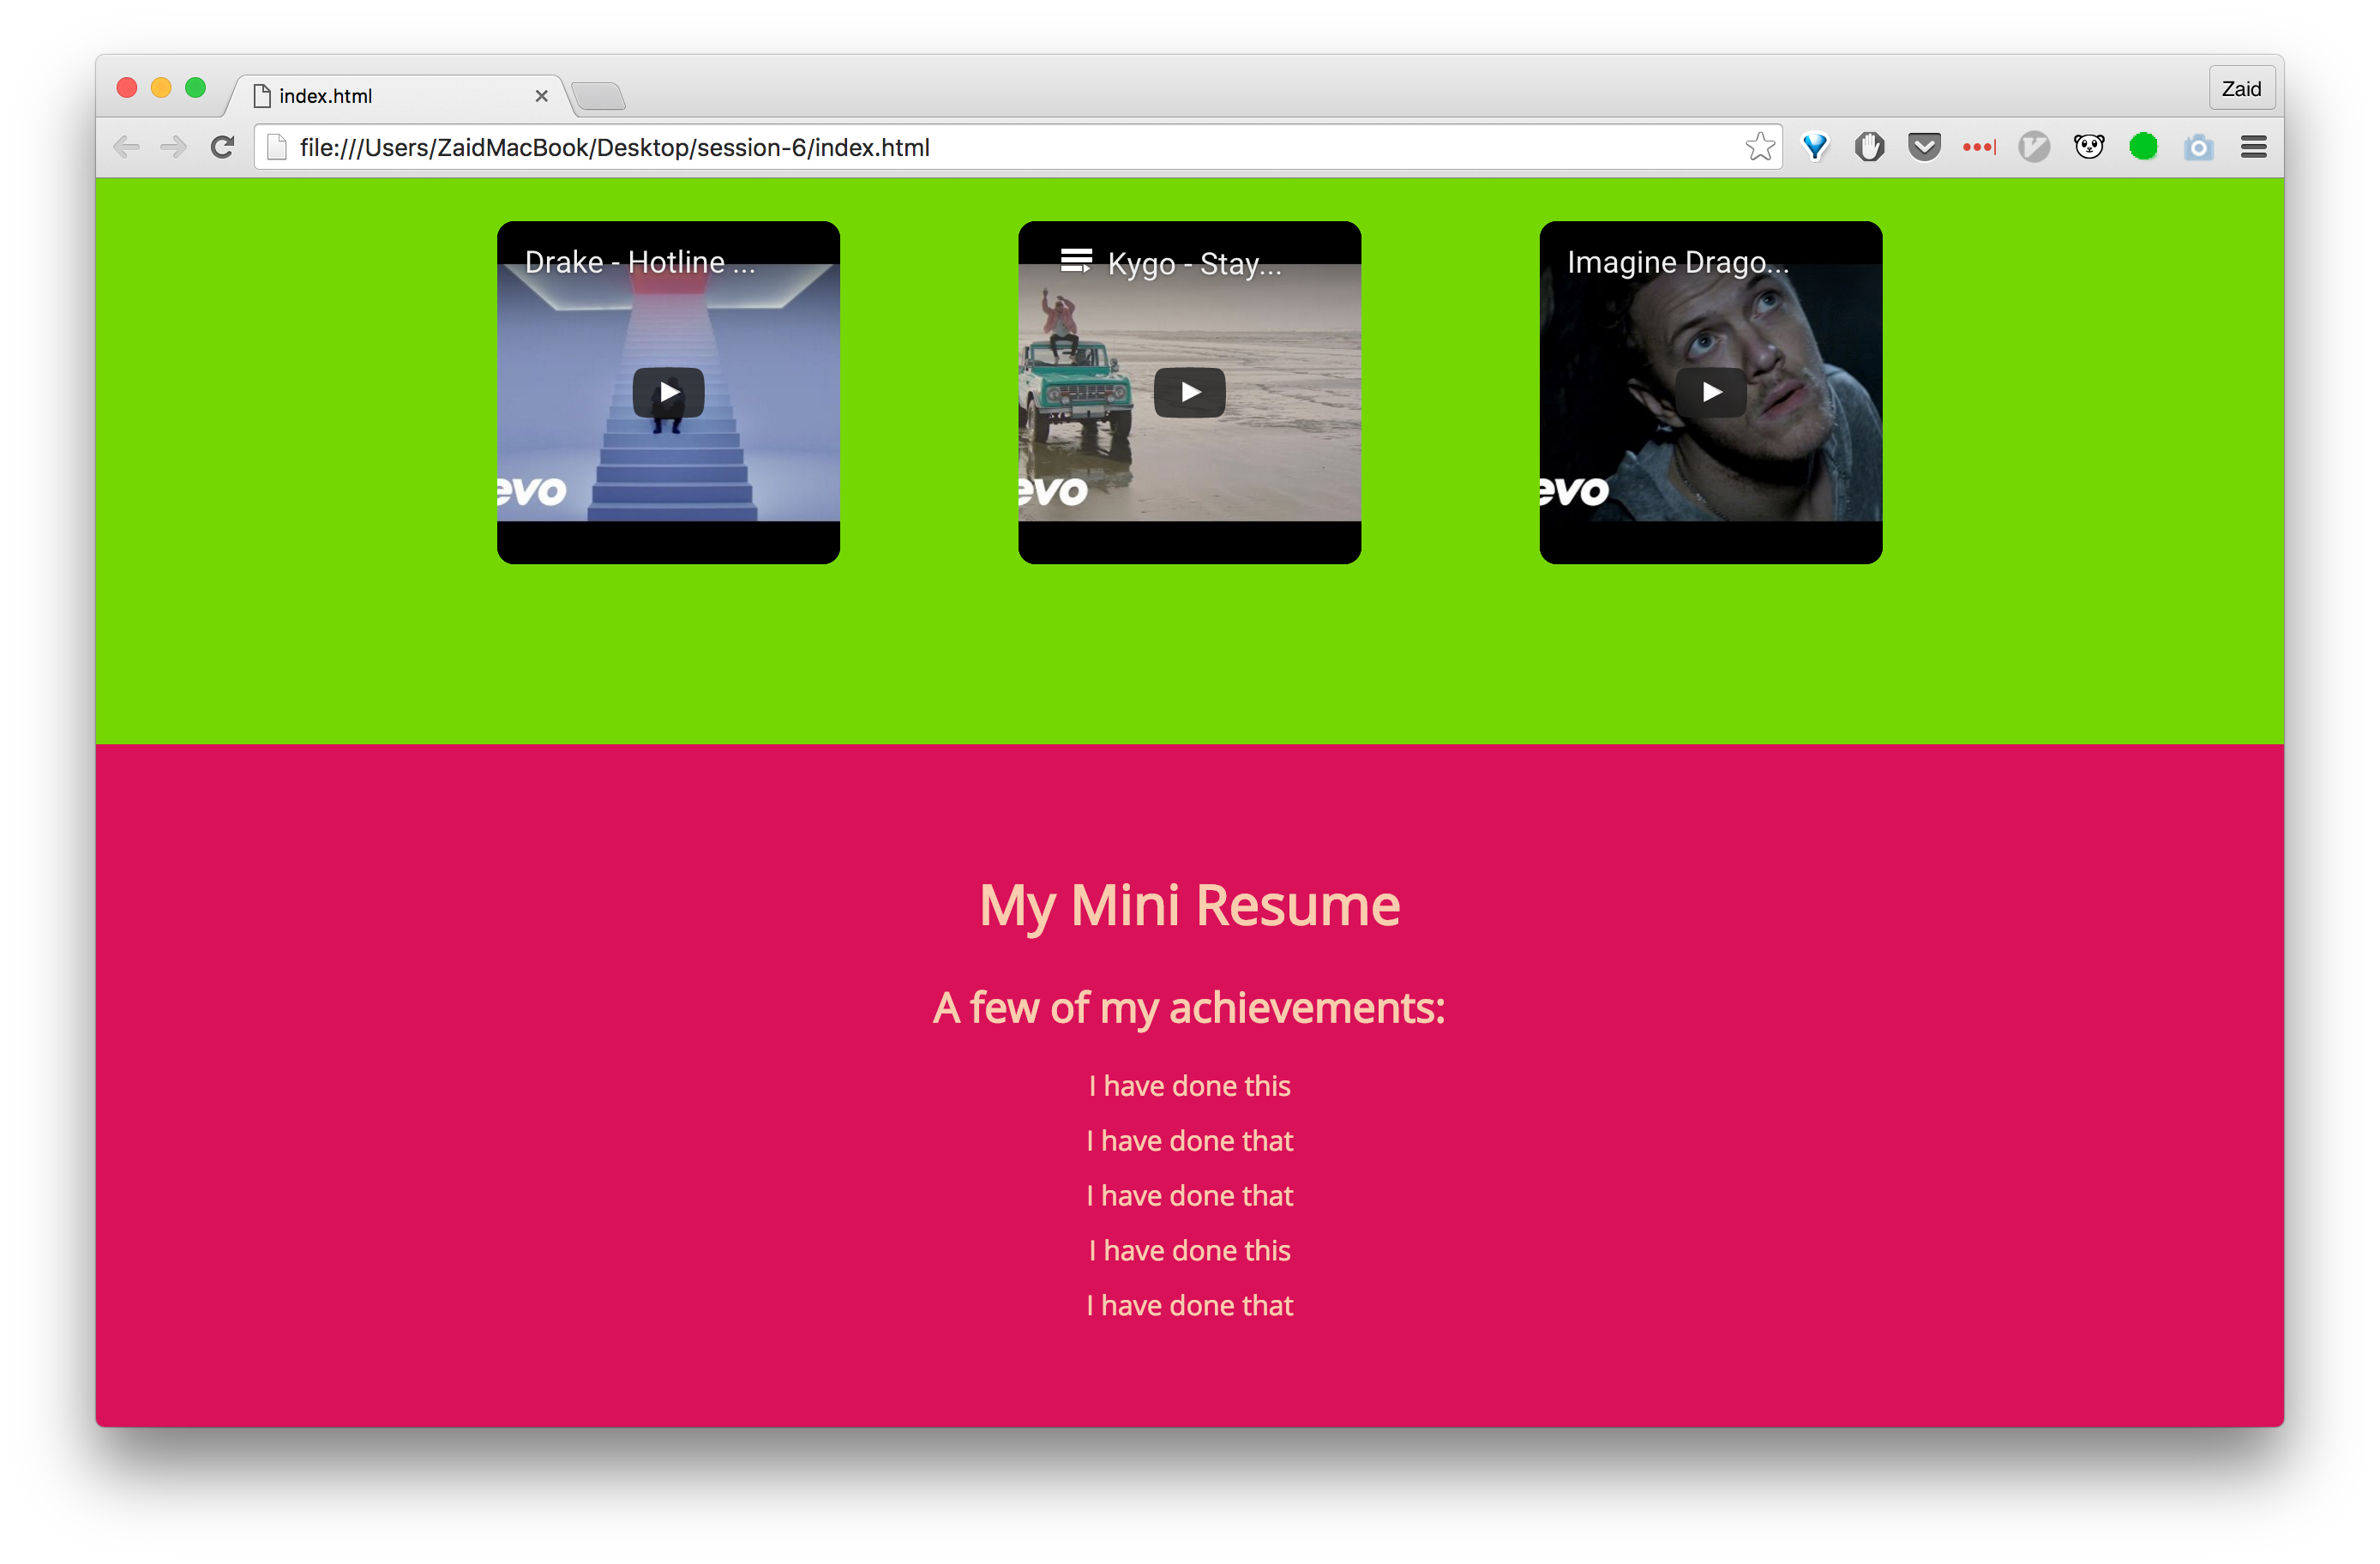 index.html
Zaid
file:///Users/ZaidMacBook/Desktop/session-6/index.html
Drake - Hotline ...
Kygo - Stay...
Imagine Drago...
evo
evo
evo
My Mini Resume
A few of my achievements:
I have done this
I have done that
I have done that
I have done this
I have done that